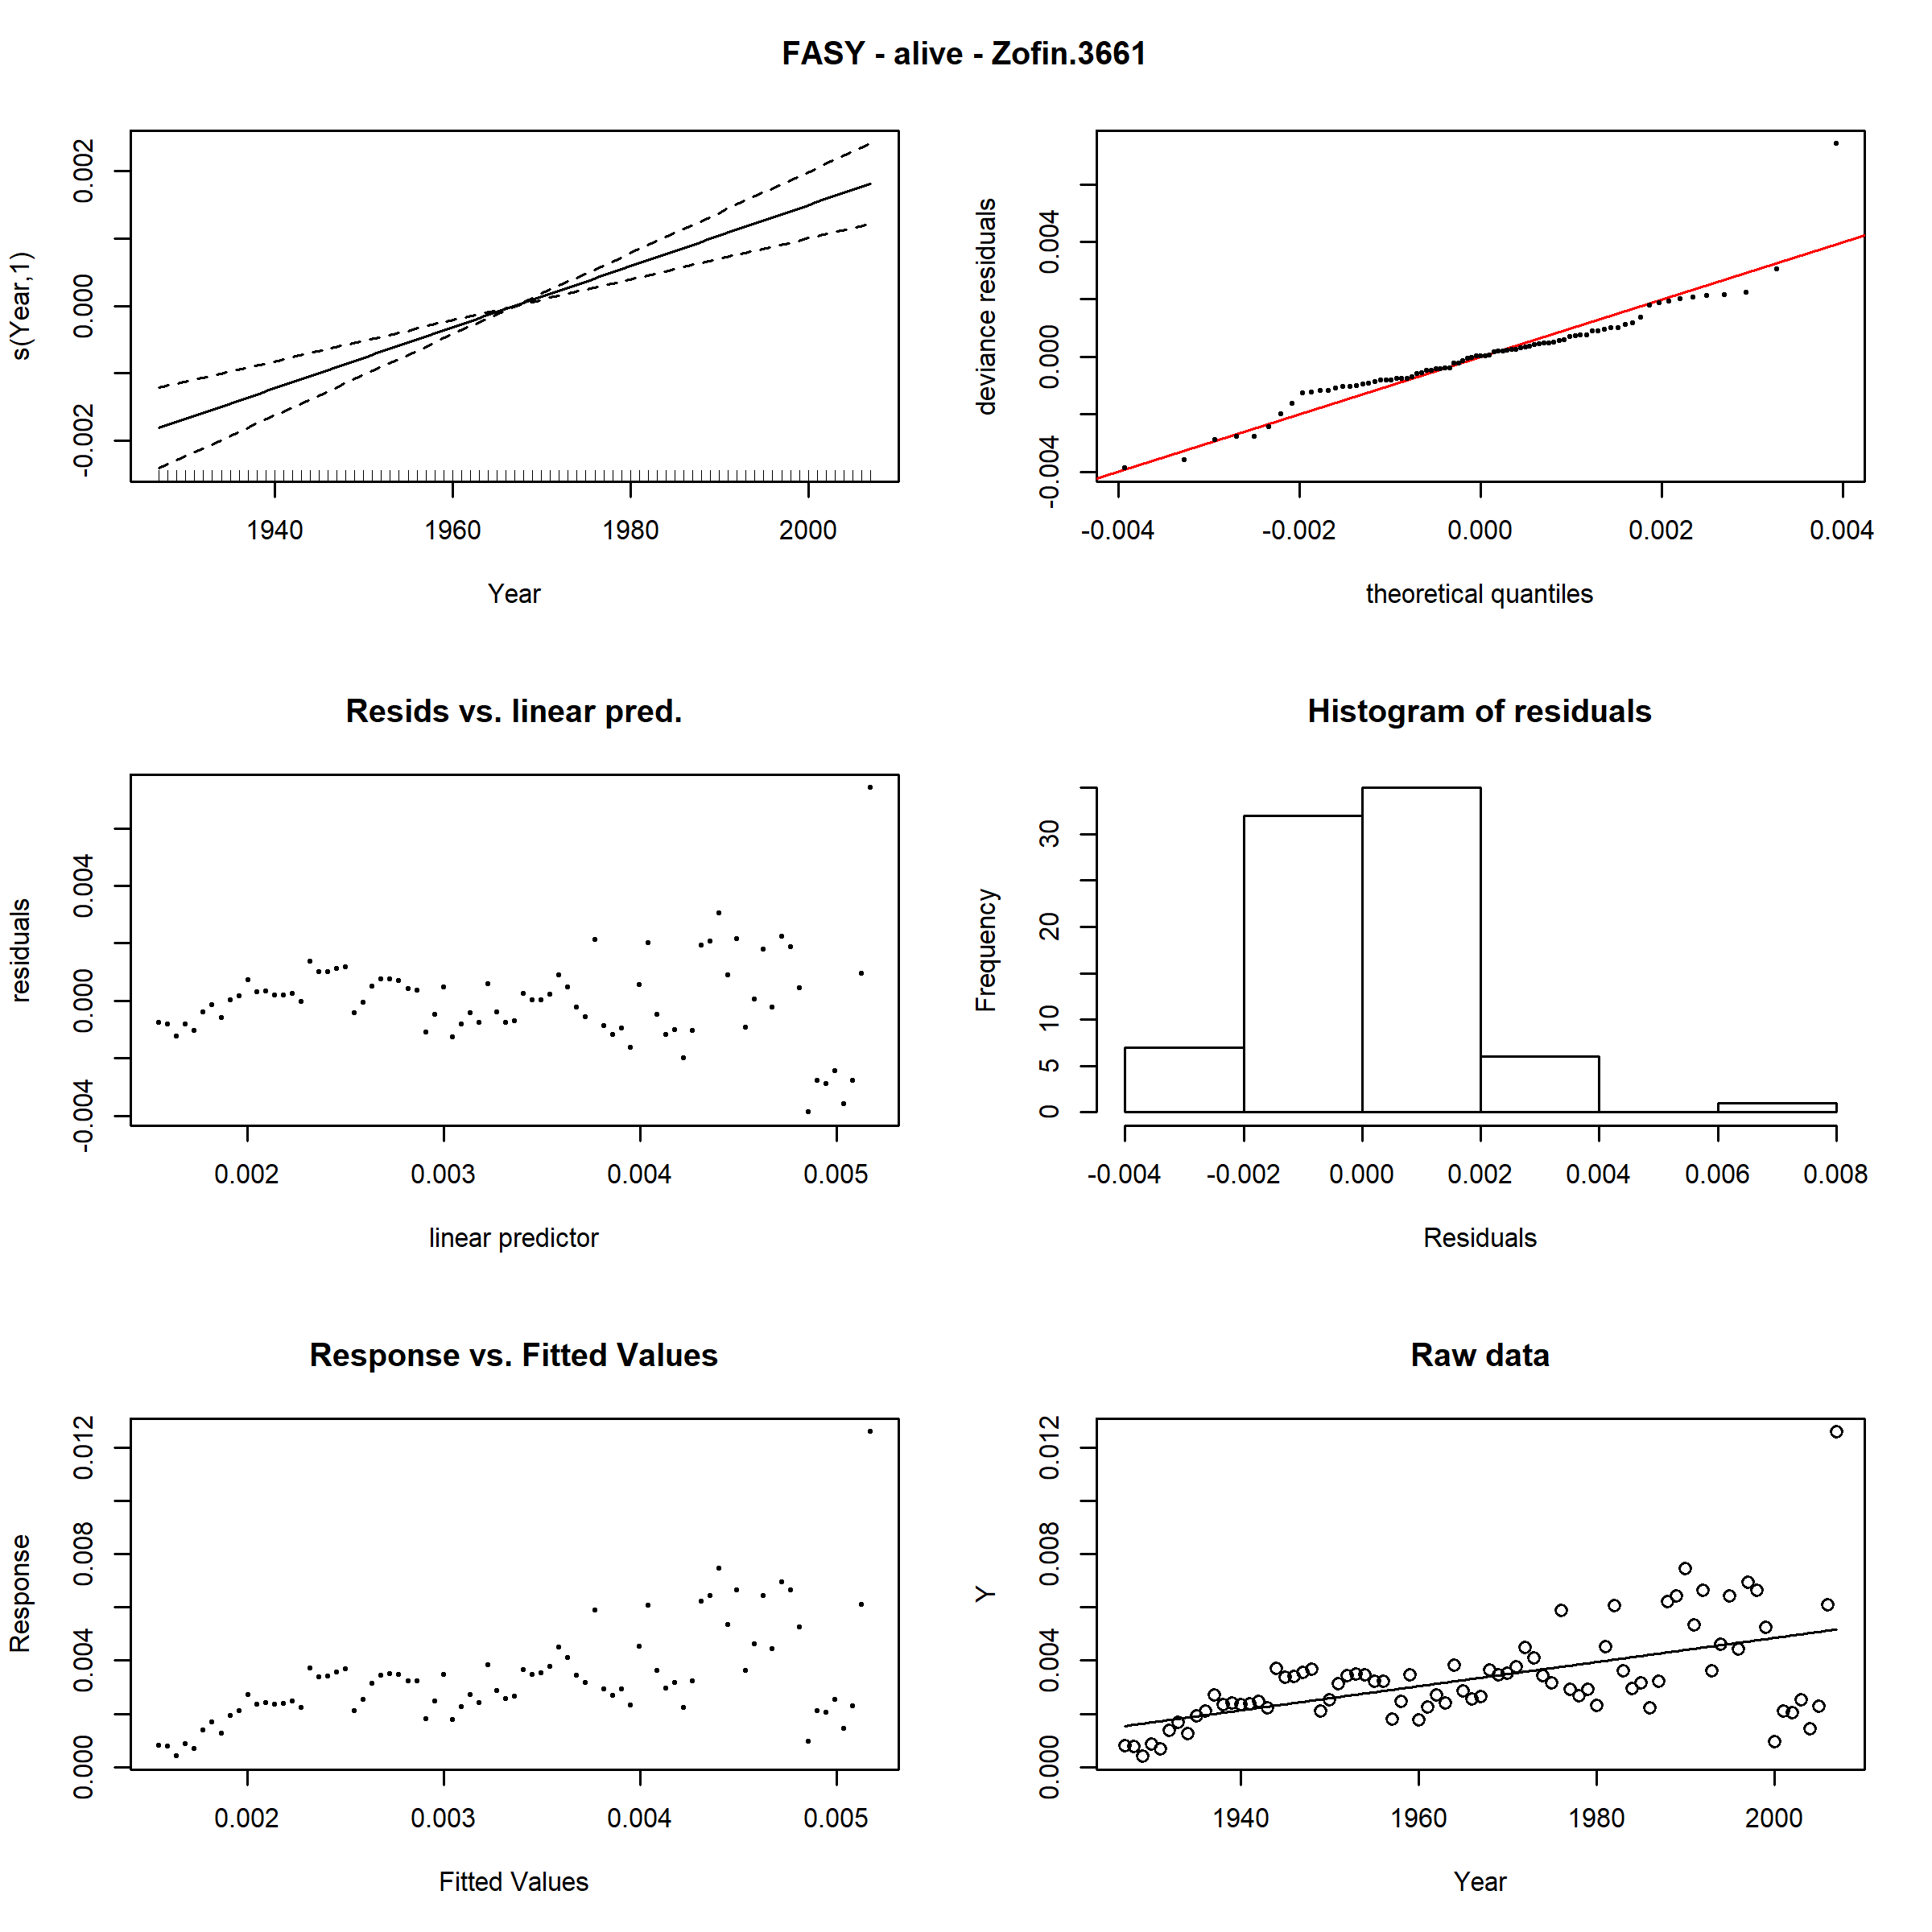 FASY - alive - Zofin.3661
s(Year,1)
0.002
0.000
-0.002
1940 1960 1980 2000
Year
deviance residuals
0.004
0.000
-0.004
-0.004 -0.002 0.000 0.002 0.004
theoretical quantiles
Resids vs. linear pred.
residuals
0.004
0.000
-0.004
0.002 0.003 0.004 0.005
linear predictor
Histogram of residuals
Frequency
30
20
10
5
0
-0.004 -0.002 0.000 0.002 0.004 0.006 0.008
Residuals
Response vs. Fitted Values
Response
0.012
0.008
0.004
0.000
0.002 0.003 0.004 0.005
Fitted Values
Raw data
Y
0.012
0.008
0.004
0.000
1940 1960 1980 2000
Year